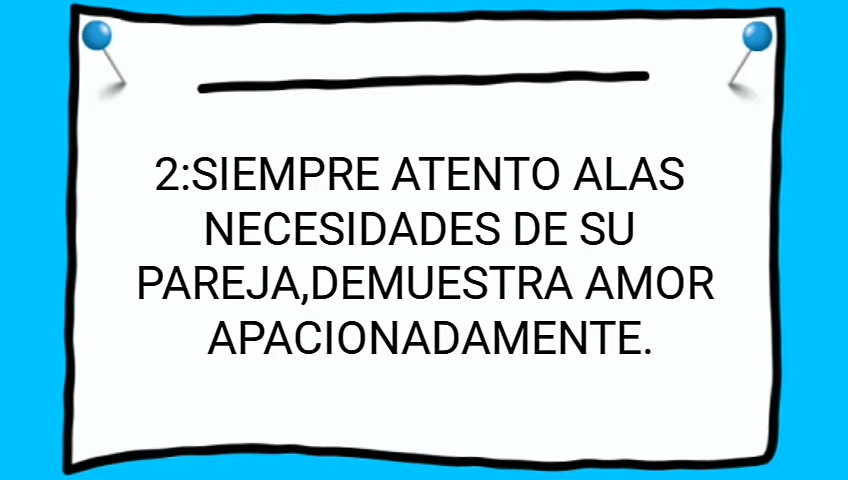 2:SIEMPRE ATENTO ALAS
NECESIDADES DE SU
PAREJA,DEMUESTRA AMOR
APACIONADAMENTE.